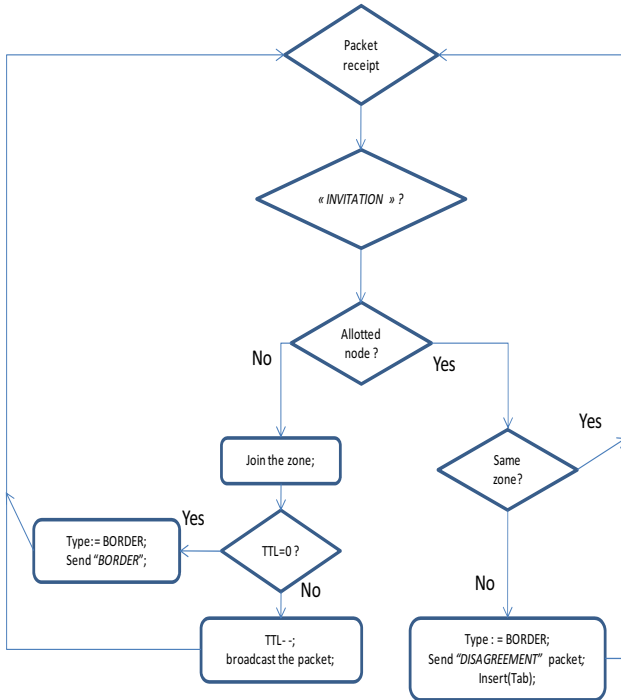 Packet
receipt
« INVITATION » ?
Allotted
node ?
No
Yes
Yes
Join the zone;
Same
zone?
Yes
Type:= BORDER;
Send “BORDER”;
TTL=0 ?
No
No
TTL- -;
broadcast the packet;
Type : = BORDER;
Send “DISAGREEMENT” packet;
Insert(Tab);